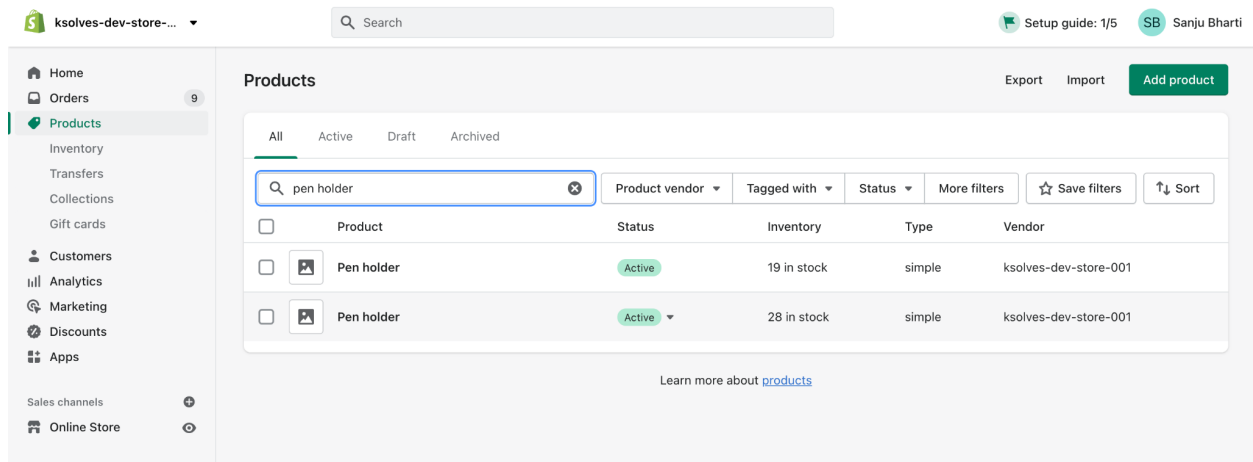 ksolves-dev-store-...
Search
Setup guide: 1/5
SB
Sanju Bharti
Home
Orders
9
Products
Inventory
Transfers
Collections
Gift cards
Customers
Analytics
Marketing
Discounts
Apps
Sales channels
Online Store
Products
Export
Import
Add product
All
Active
Draft
Archived
pen holder
Product vendor
Tagged with
Status
More filters
Save filters
Sort
Product
Status
Inventory
Type
Vendor
Pen holder
Active
19 in stock
simple
ksolves-dev-store-001
Pen holder
Active
28 in stock
simple
ksolves-dev-store-001
Learn more about products